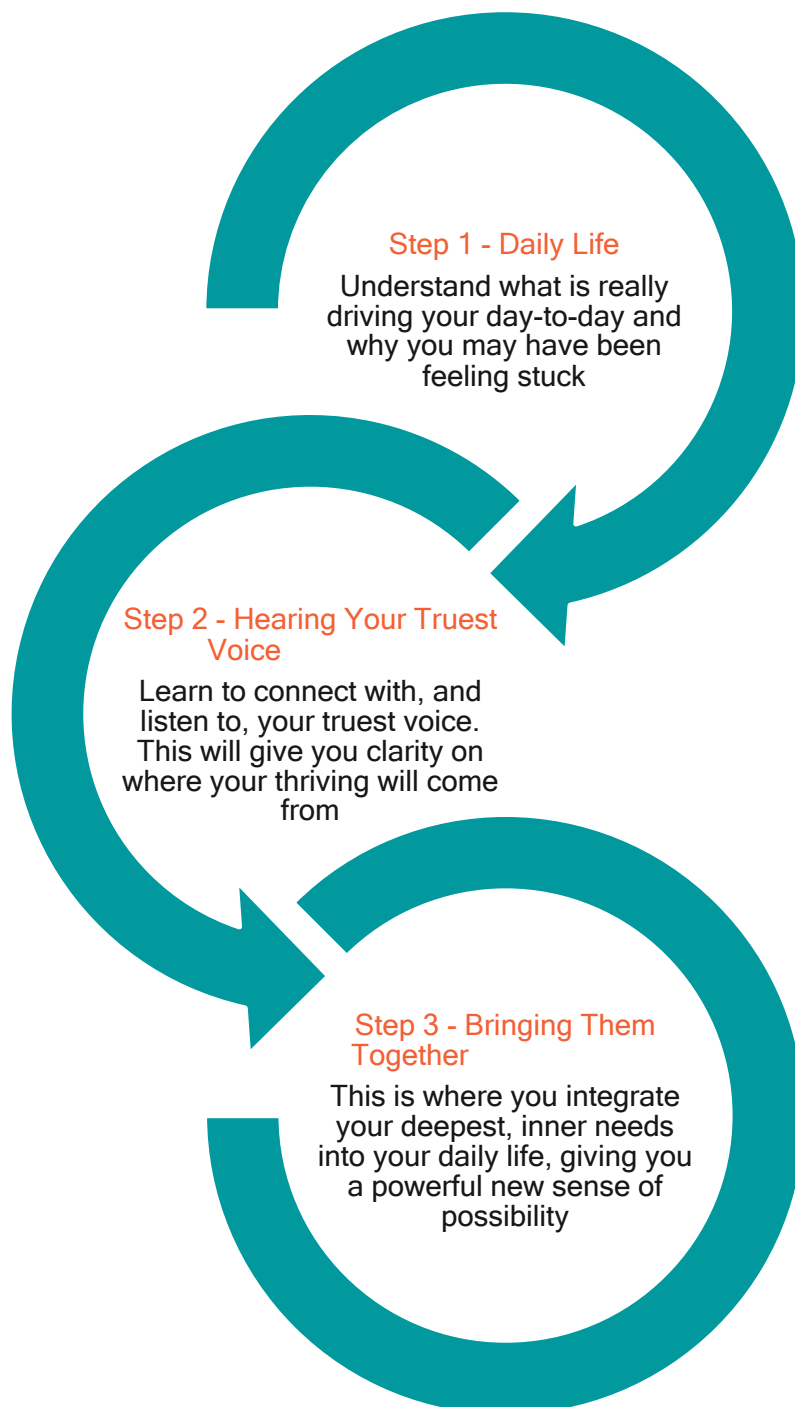 Step 1 - Daily Life
Understand what is really
driving your day-to-day and
why you may have been
feeling stuck
Step 2 - Hearing Your Truest
Voice
Learn to connect with, and
listen to, your truest voice.
This will give you clarity on
where your thriving will come
from
Step 3 - Bringing Them
Together
This is where you integrate
your deepest, inner needs
into your daily life, giving you
a powerful new sense of
possibility